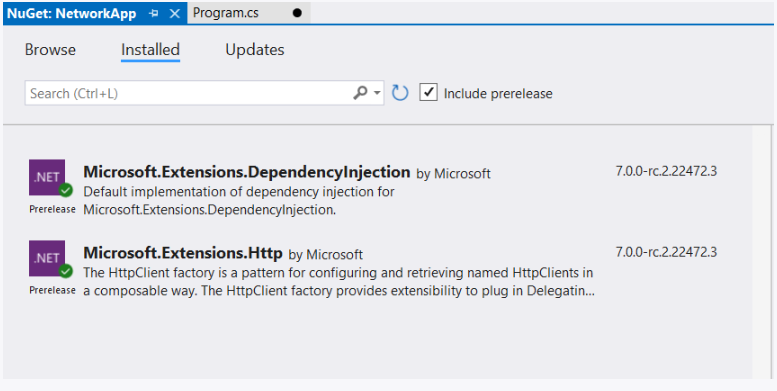 NuGet: NetworkApp
Program.cs
Browse
Installed
Updates
Search (Ctrl+L)
Include prerelease
.NET
Microsoft.Extensions.DependencyInjection by Microsoft
7.0.0-rc.2.22472.3
Default implementation of dependency injection for
Prerelease
Microsoft.Extensions.DependencyInjection.
.NET
Microsoft.Extensions.Http by Microsoft
7.0.0-rc.2.22472.3
The HttpClient factory is a pattern for configuring and retrieving named HttpClients in
Prerelease
a composable way. The HttpClient factory provides extensibility to plug in Delegatin...